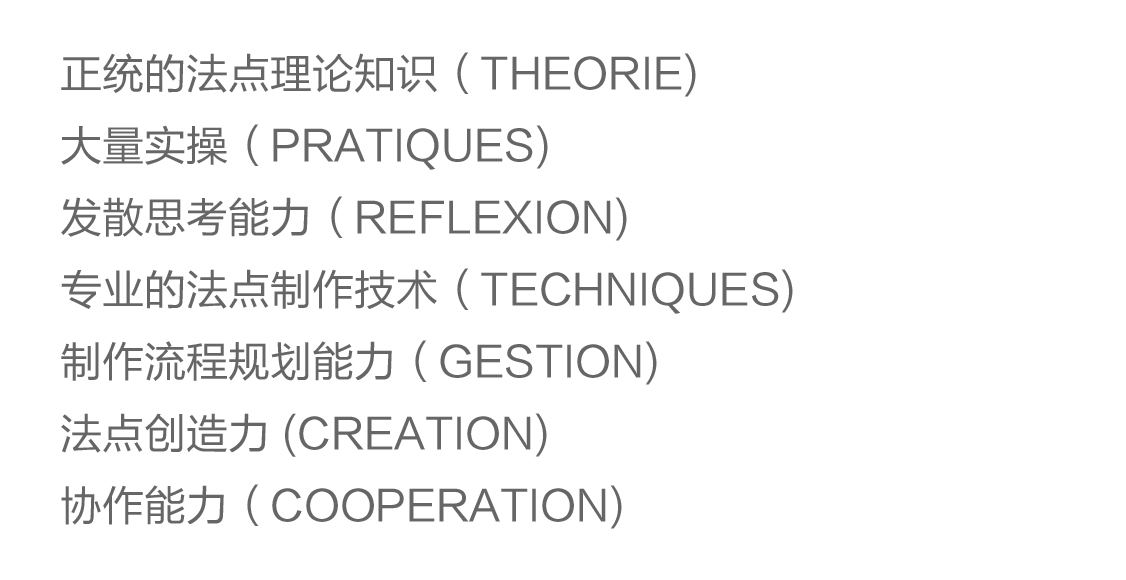 正统的法点理论知识（THEORIE)
大量实操（PRATIQUES)
发散思考能力（REFLEXION)
专业的法点制作技术（TECHNIQUES)
制作流程规划能力（GESTION)
法点创造力 (CREATION)
协作能力（COOPERATION)